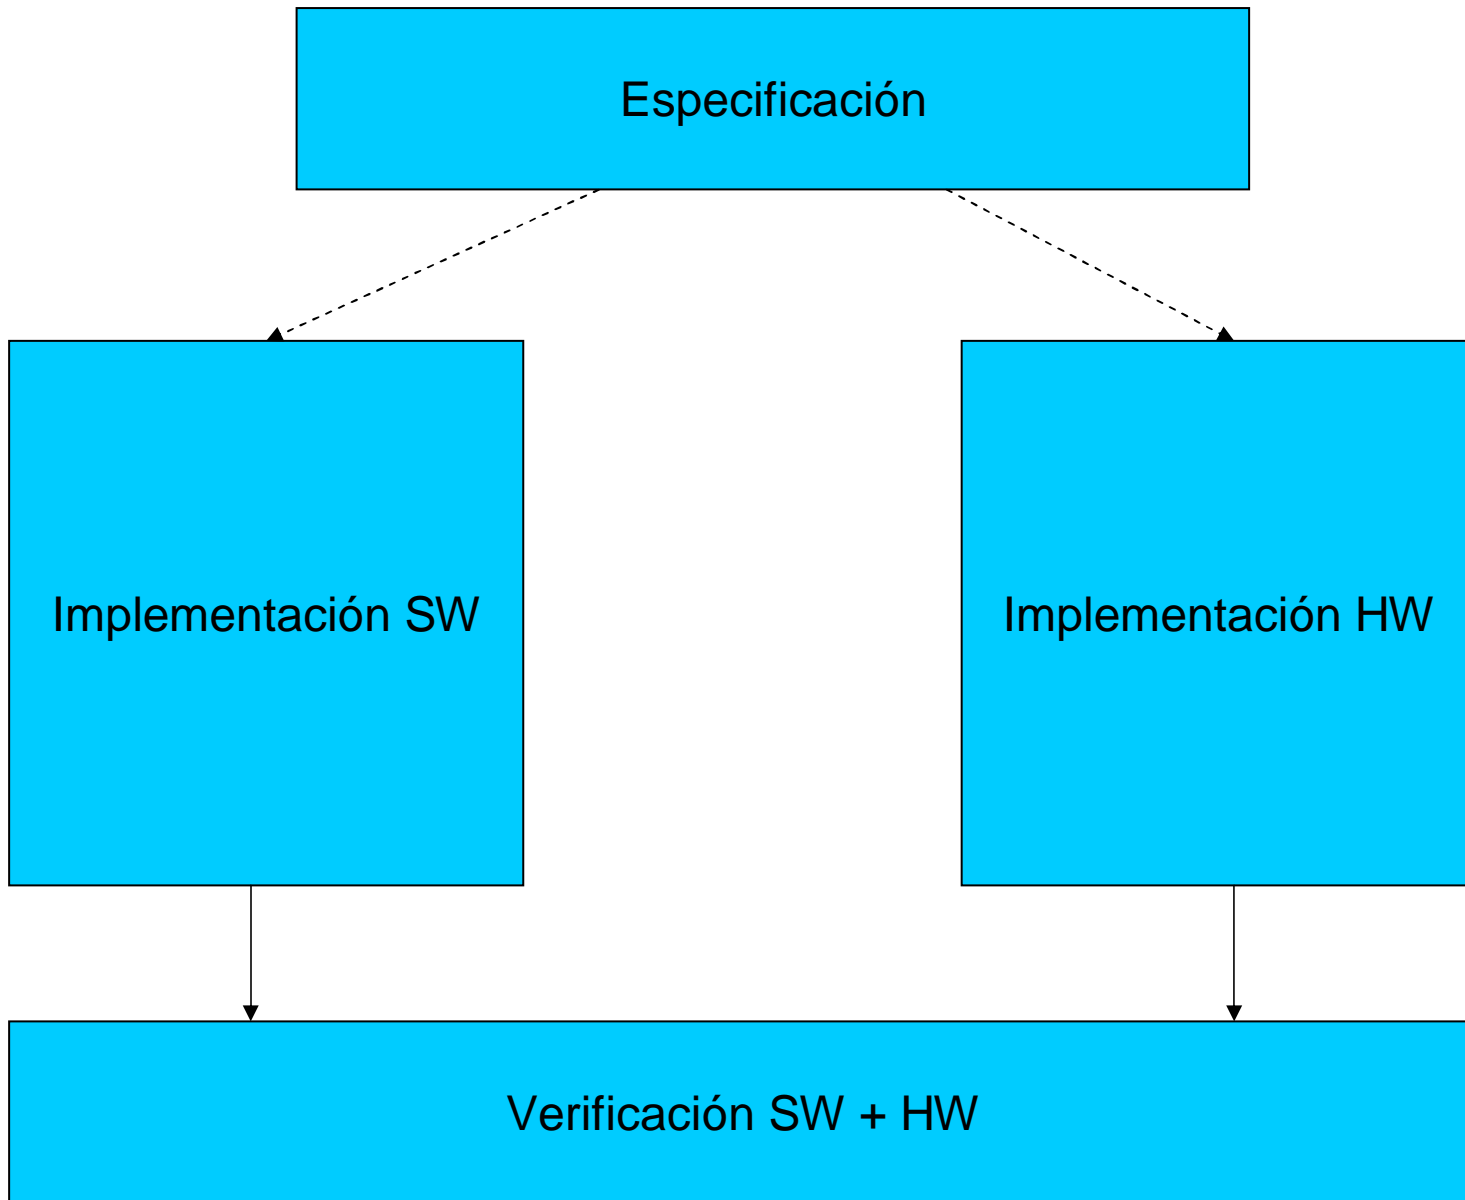 Especificación
Implementación SW
Implementación HW
Verificación SW + HW